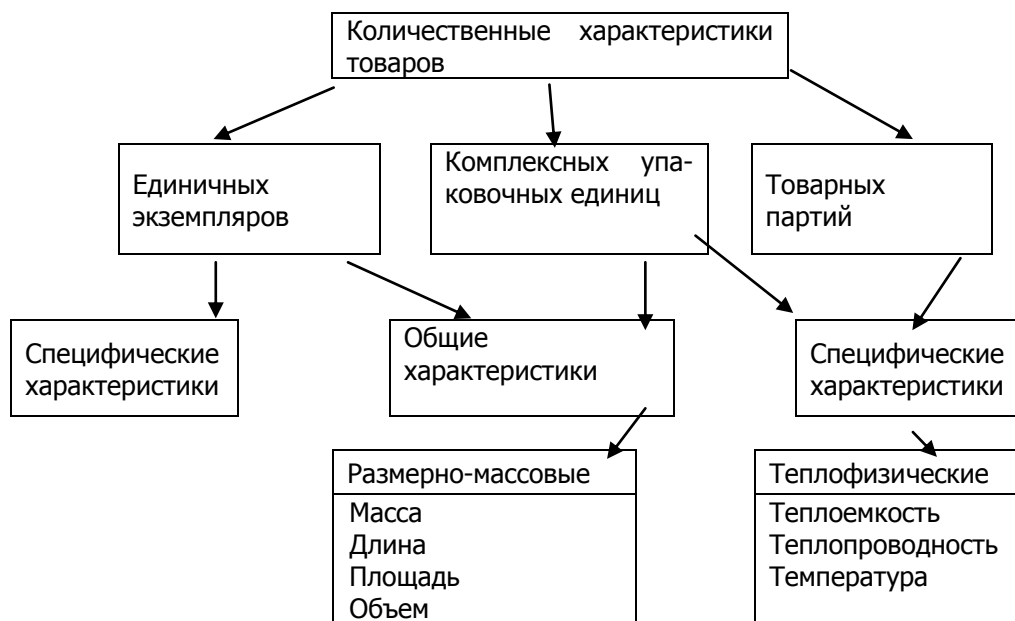 Количественные характеристики
товаров
Единичных
экземпляров
Комплексных упа-
ковочных единиц
Товарных
партий
Специфические
характеристики
Общие
характеристики
Специфические
характеристики
Размерно-массовые
Масса
Длина
Площадь
Объем
Теплофизические
Теплоемкость
Теплопроводность
Температура